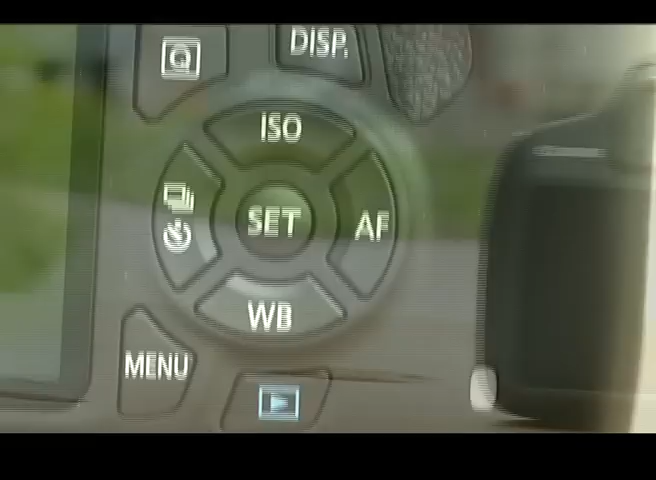 Q
DISP.
ISO
SET
AF
WB
MENU